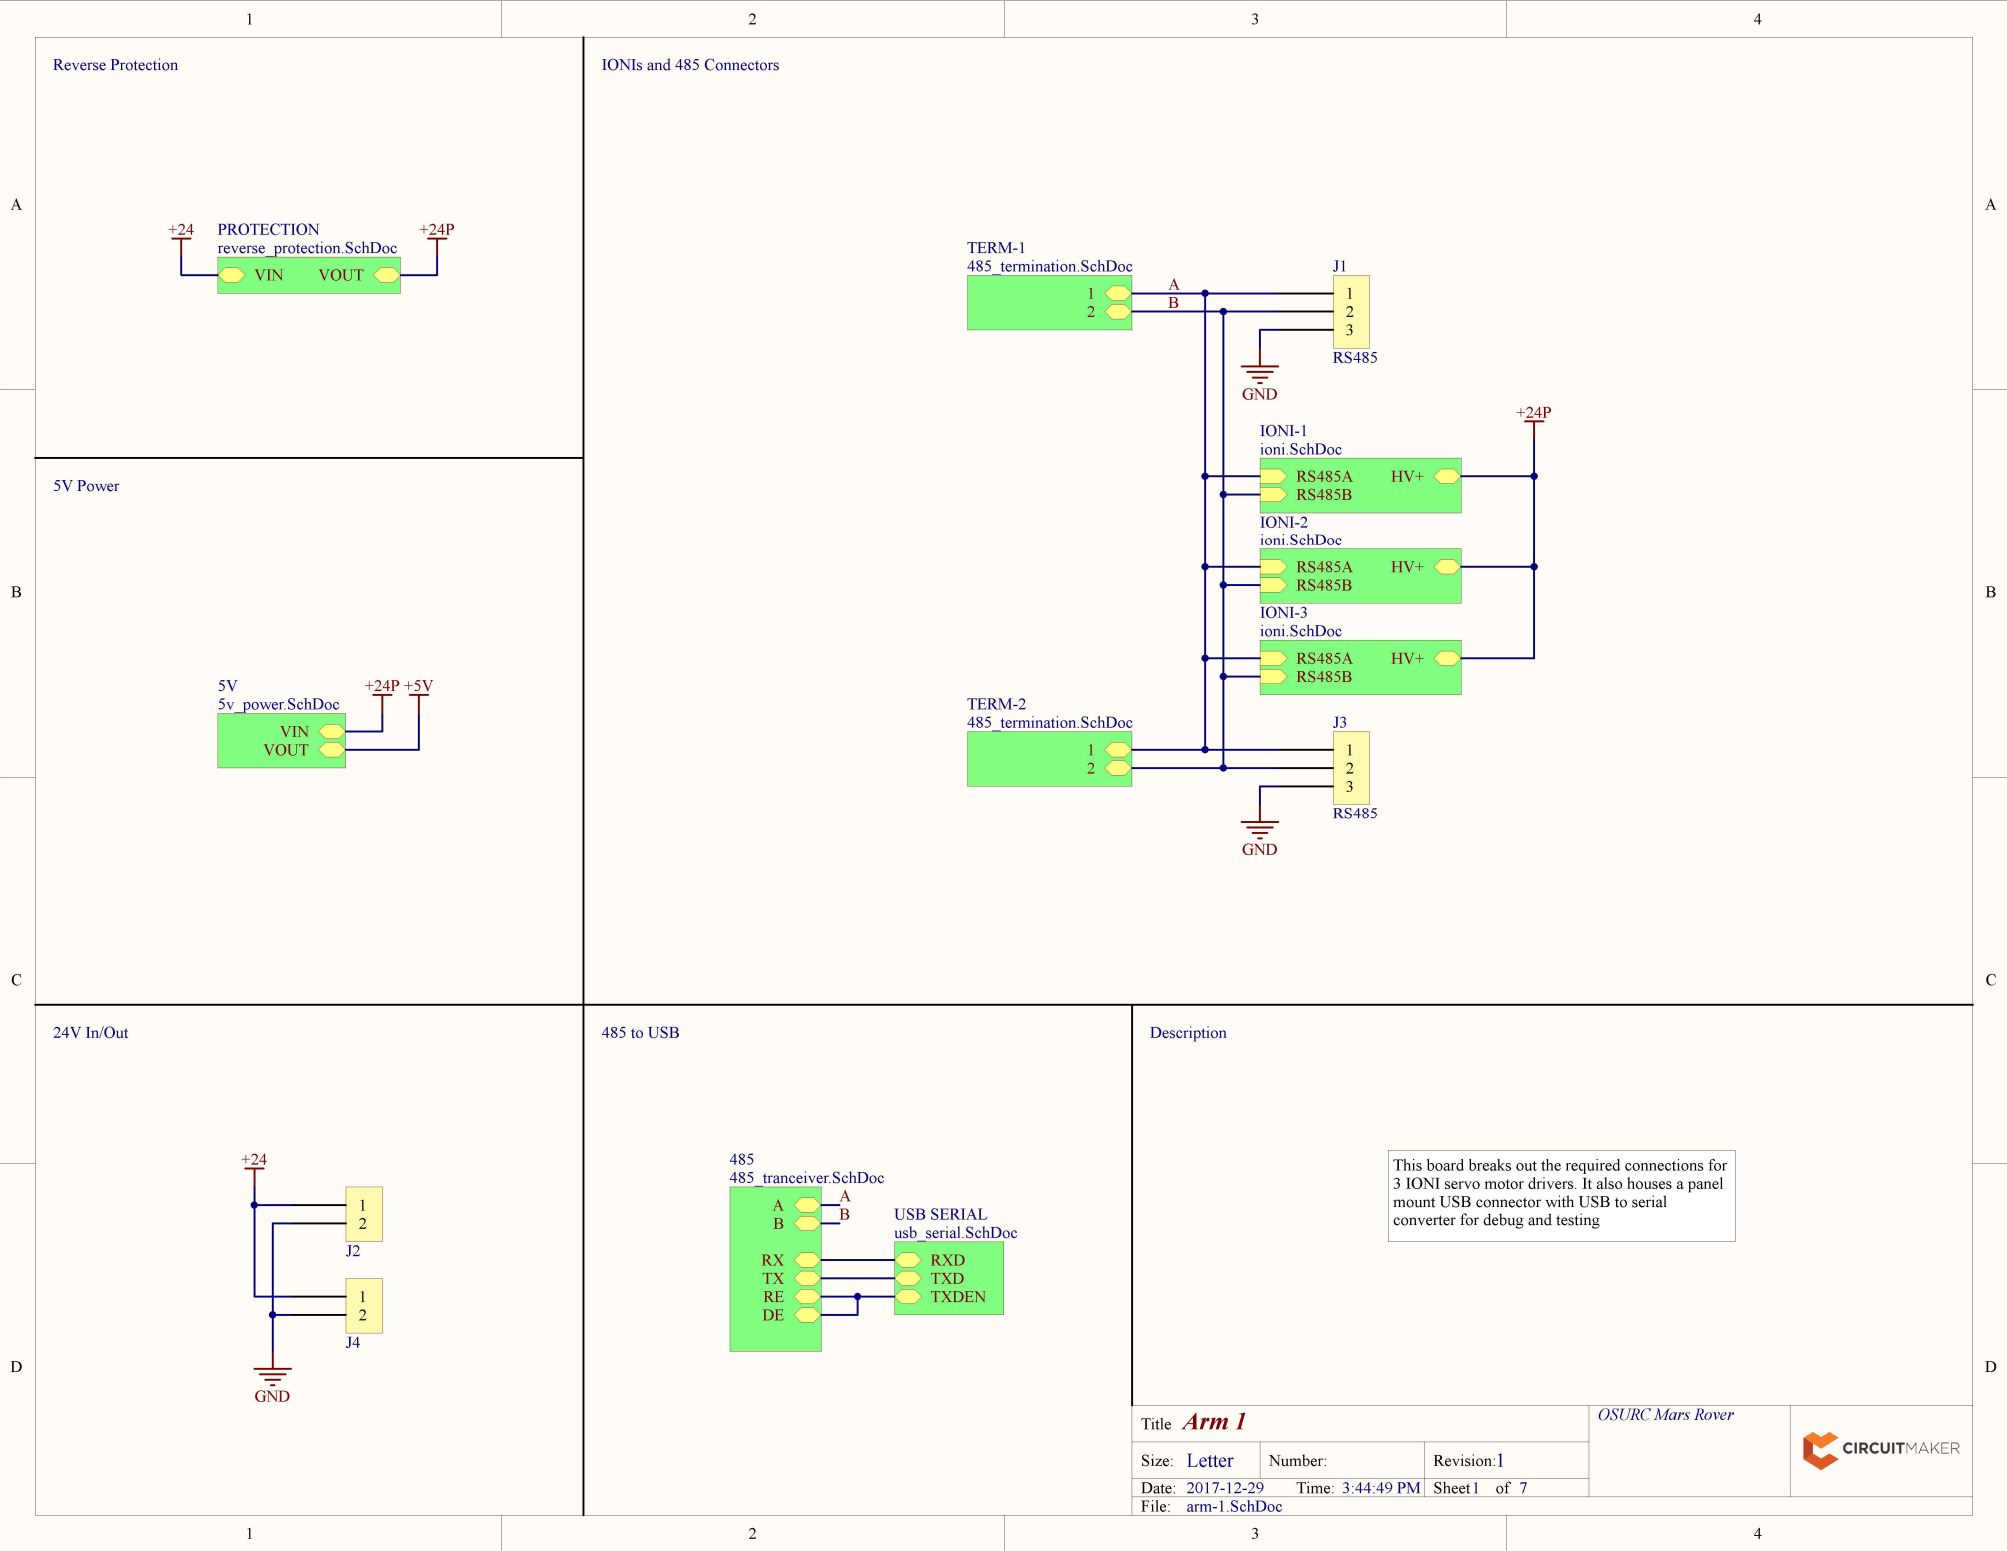 1 2 3 4
A A
B B
C C
D D
1 2 3 4
Reverse Protection
+24
PROTECTION
reverse_protection.SchDoc
VIN VOUT
+24P
5V Power
5V
5v_power.SchDoc
+24P +5V
VIN
VOUT
IONIs and 485 Connectors
TERM-1
485_termination.SchDoc
1
2
A
B
J1
1
2
3
RS485
GND
+24P
IONI-1
ioni.SchDoc
RS485A HV+
RS485B
IONI-2
ioni.SchDoc
RS485A HV+
RS485B
IONI-3
ioni.SchDoc
RS485A HV+
RS485B
TERM-2
485_termination.SchDoc
1
2
J3
1
2
3
RS485
GND
24V In/Out
+24
1
2
J2
1
2
J4
GND
485 to USB
485
485_tranceiver.SchDoc
A
B
RX
TX
RE
DE
A
B
USB SERIAL
usb_serial.SchDoc
RXD
TXD
TXDEN
Description
This board breaks out the required connections for
3 IONI servo motor drivers. It also houses a panel
mount USB connector with USB to serial
converter for debug and testing
Title Arm 1
Size: Letter Number: Revision:1
Date: 2017-12-29 Time: 3:44:49 PM Sheet1 of 7
File: arm-1.SchDoc
OSURC Mars Rover
CIRCUITMAKER